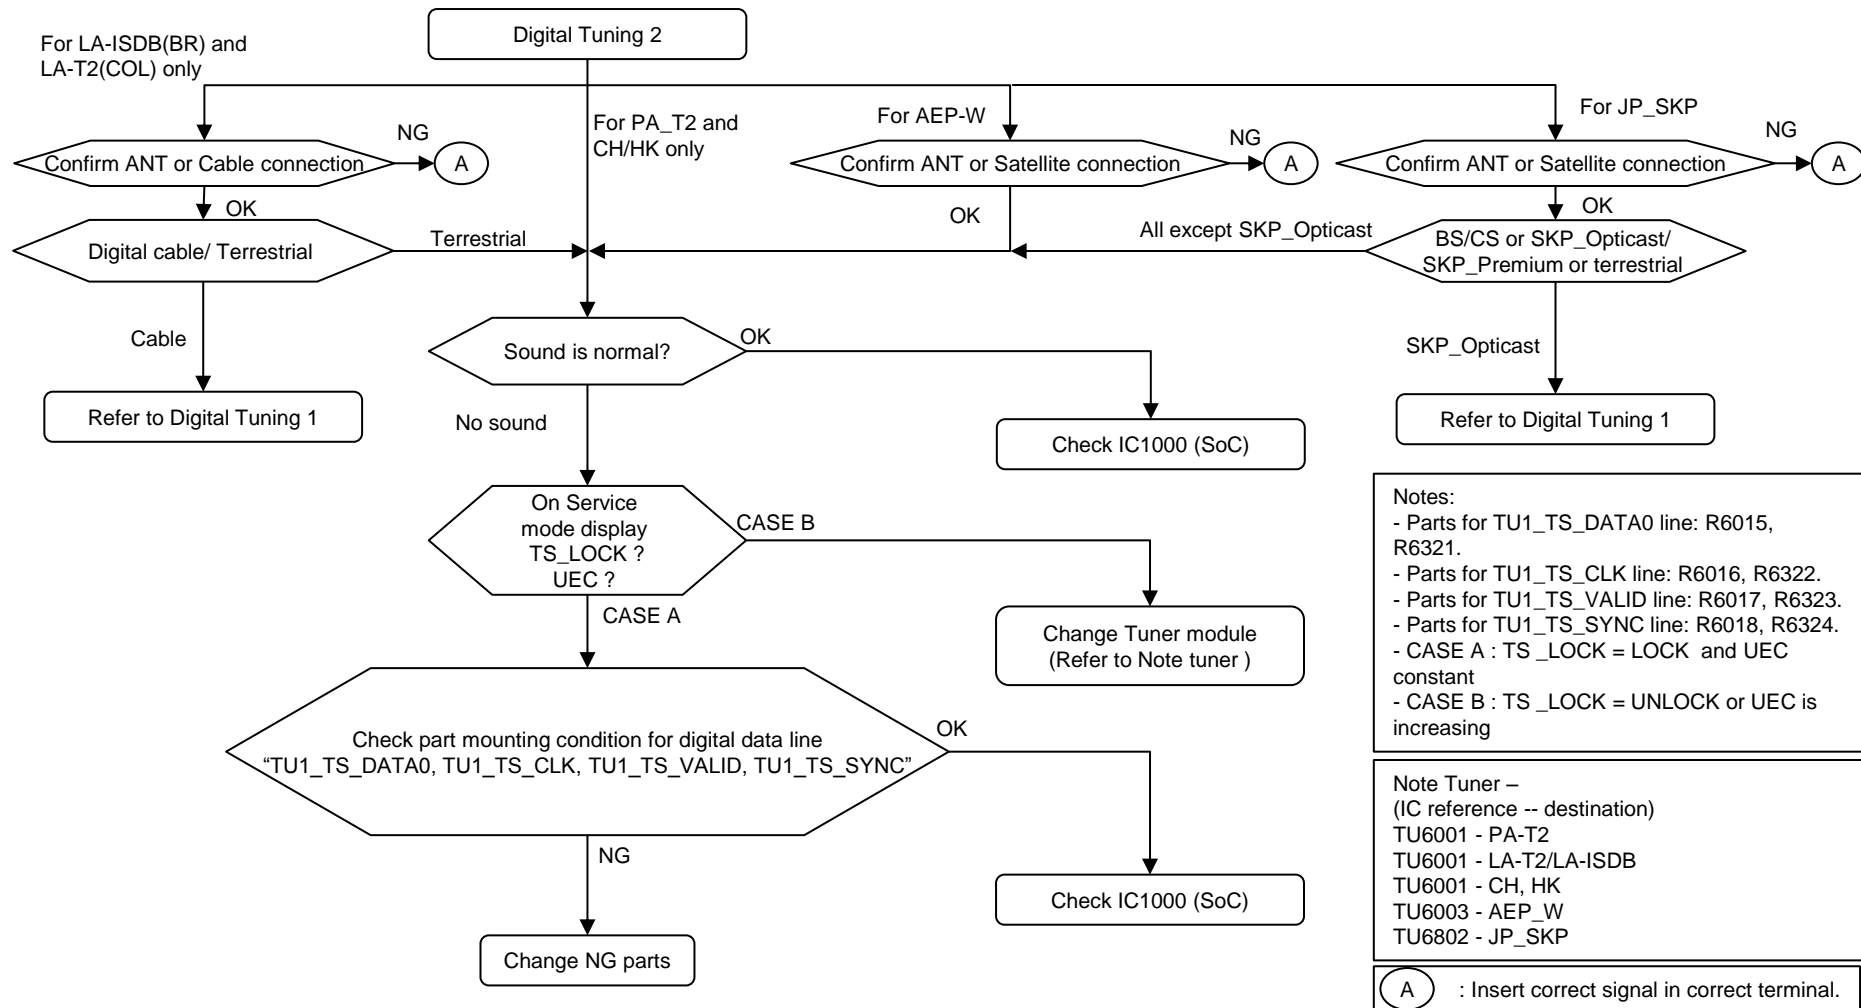 Digital Tuning 2
For LA-ISDB(BR) and
LA-T2(COL) only
For PA_T2 and
CH/HK only
For AEP-W
For JP_SKP
Confirm ANT or Cable connection
NG
A
Confirm ANT or Satellite connection
NG
A
Confirm ANT or Satellite connection
NG
A
OK
OK
OK
Digital cable/ Terrestrial
Terrestrial
All except SKP_Opticast
BS/CS or SKP_Opticast/
SKP_Premium or terrestrial
Cable
Sound is normal?
OK
SKP_Opticast
Refer to Digital Tuning 1
No sound
Check IC1000 (SoC)
Refer to Digital Tuning 1
On Service
mode display
TS_LOCK ?
UEC ?
CASE B
CASE A
Change Tuner module
(Refer to Note tuner )
Check part mounting condition for digital data line
“TU1_TS_DATA0, TU1_TS_CLK, TU1_TS_VALID, TU1_TS_SYNC”
OK
NG
Check IC1000 (SoC)
Change NG parts
Notes:
- Parts for TU1_TS_DATA0 line: R6015,
R6321.
- Parts for TU1_TS_CLK line: R6016, R6322.
- Parts for TU1_TS_VALID line: R6017, R6323.
- Parts for TU1_TS_SYNC line: R6018, R6324.
- CASE A : TS _LOCK = LOCK  and UEC
constant
- CASE B : TS _LOCK = UNLOCK or UEC is
increasing
Note Tuner –
(IC reference -- destination)
TU6001 - PA-T2
TU6001 - LA-T2/LA-ISDB
TU6001 - CH, HK
TU6003 - AEP_W
TU6802 - JP_SKP
A : Insert correct signal in correct terminal.